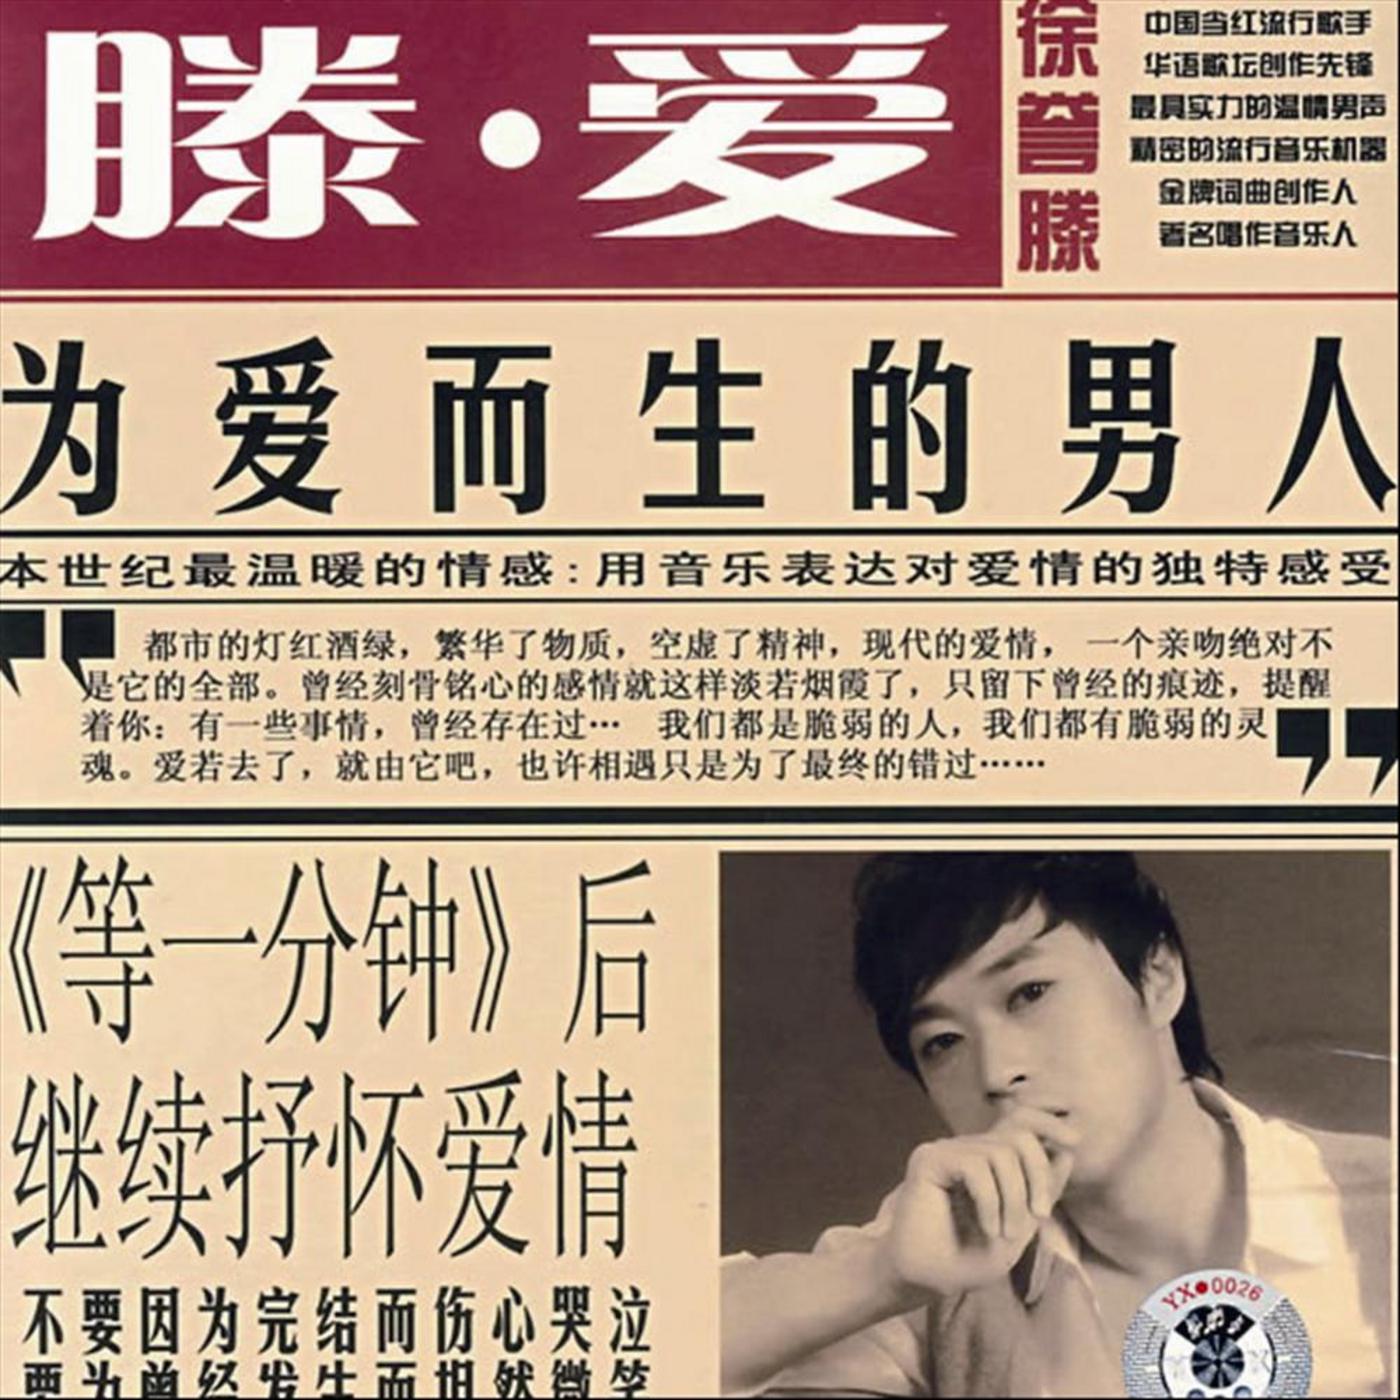 滕·爱
徐
誉
滕
中国当红流行歌手
华语歌坛创作先锋
最具实力的温情男声
精密的流行音乐机器
金牌词曲创作人
著名唱作音乐人
为爱而生的男人
本世纪最温暖的情感:用音乐表达对爱情的独特感受
都市的灯红酒绿，繁华了物质，空虚了精神，现代的爱情， 一个亲吻绝对不
是它的全部。曾经刻骨铭心的感情就这样淡若烟霞了，只留下曾经的痕迹，提醒
着你：有一些事情，曾经存在过… 我们都是脆弱的人，我们都有脆弱的灵
魂。爱若去了，就由它吧，也许相遇只是为了最终的错过……
《等一分钟》后
继续抒怀爱情
不要因为完结而伤心哭泣
要为曾经发生而坦然微笑
YX●0026